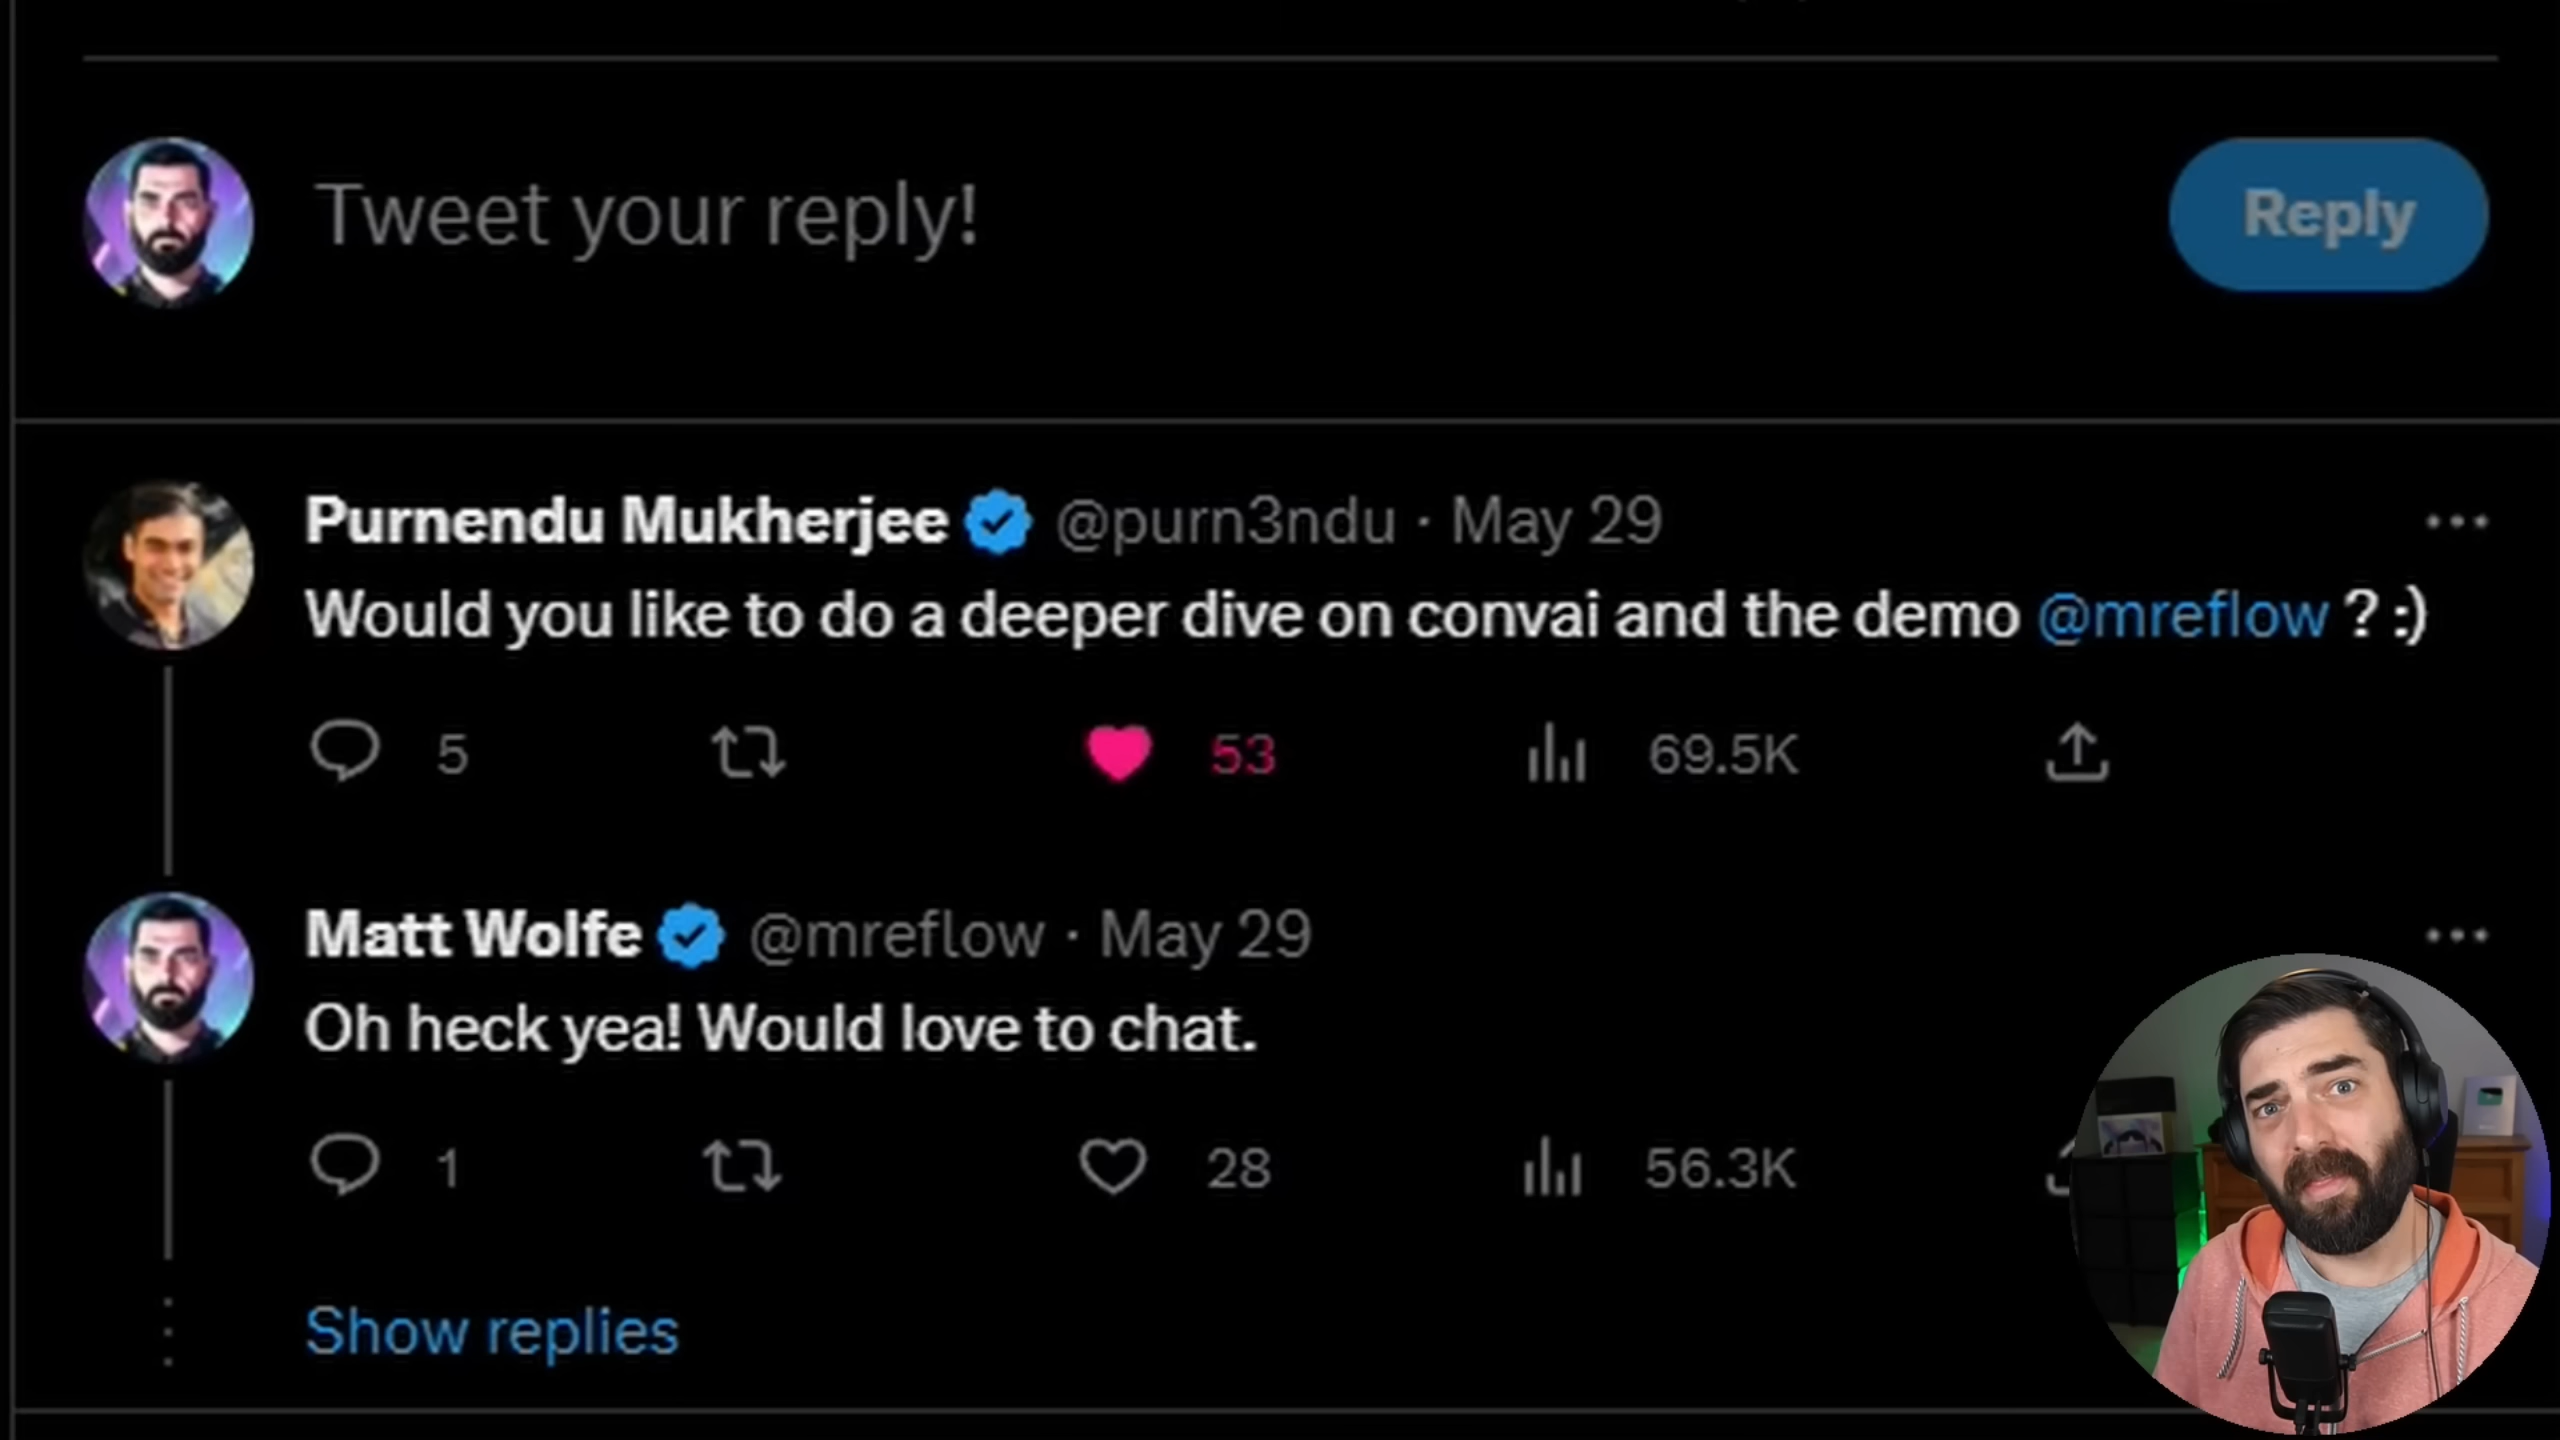 Tweet your reply!
Reply
Purnendu Mukherjee @purn3ndu · May 29
Would you like to do a deeper dive on convai and the demo @mreflow ? :)
5 53 69.5K
Matt Wolfe @mreflow · May 29
Oh heck yea! Would love to chat.
1 28 56.3K
Show replies